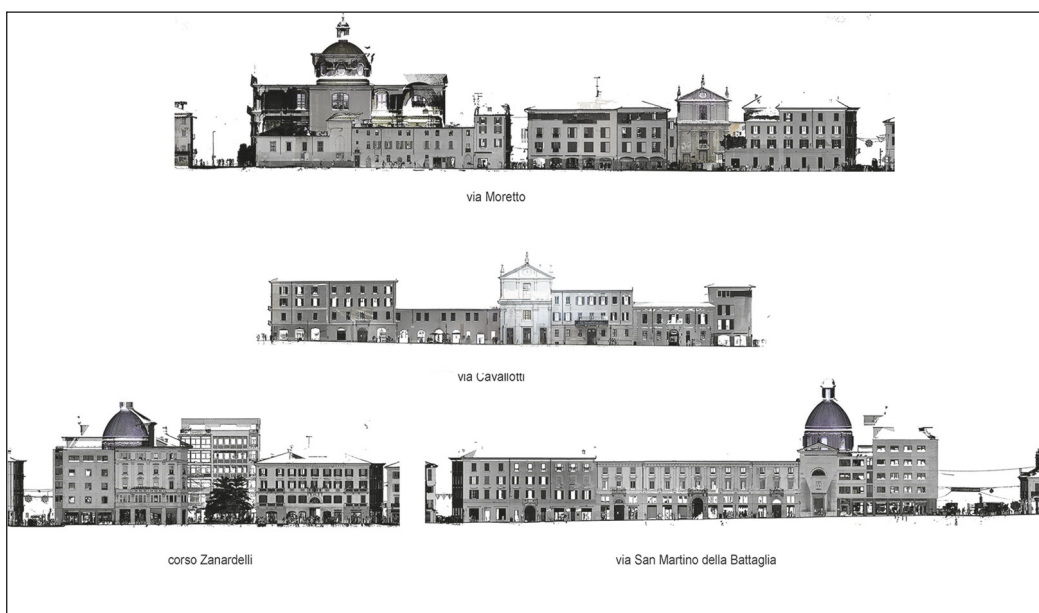 via Moretto
via Cavallotti
corso Zanardelli
via San Martino della Battaglia